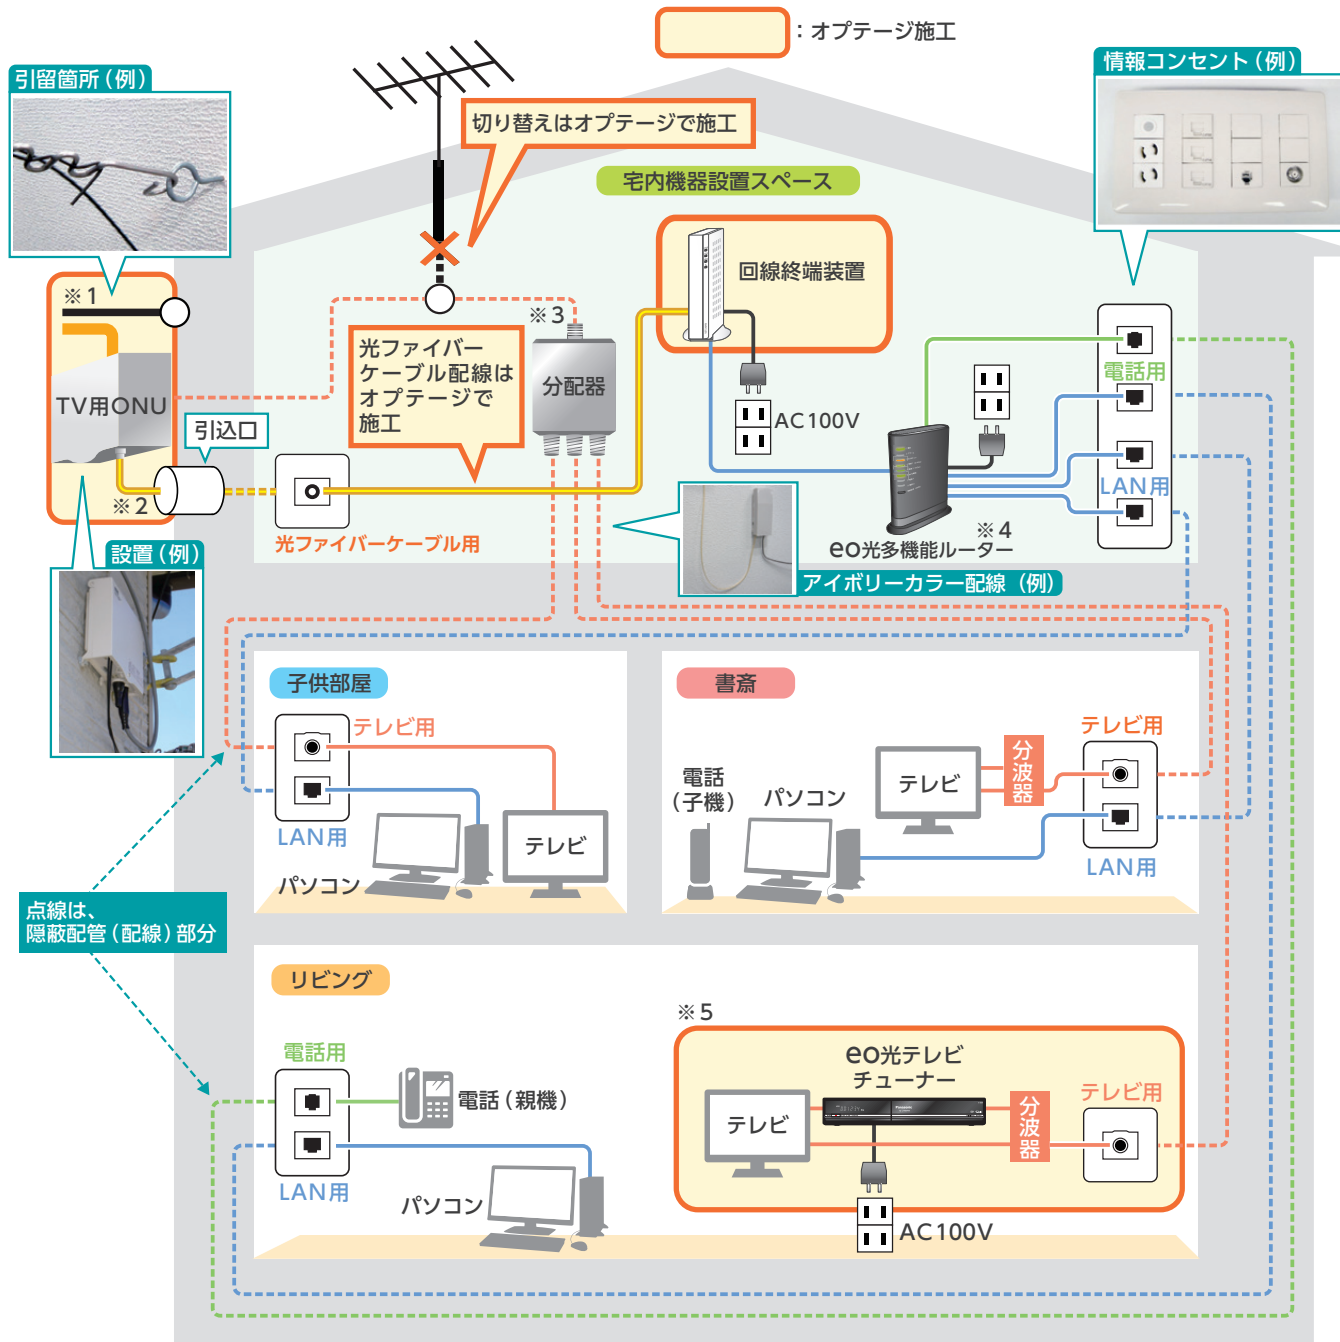 ：オプテージ施工
引留箇所（例）
情報コンセント（例）
切り替えはオプテージで施工
宅内機器設置スペース
回線終端装置
※1
※3
光ファイバー
ケーブル配線は
オプテージで
施工
分配器
TV用ONU
引込口
AC100V
電話用
LAN用
※2
光ファイバーケーブル用
※4
eo光多機能ルーター
設置（例）
アイボリーカラー配線（例）
子供部屋
テレビ用
LAN用
パソコン
テレビ
書斎
テレビ用
分波器
テレビ
電話
（子機）
パソコン
LAN用
点線は、
隠蔽配管（配線）部分
リビング
※5
電話用
電話（親機）
LAN用
パソコン
eo光テレビ
チューナー
テレビ
分波器
テレビ用
AC100V